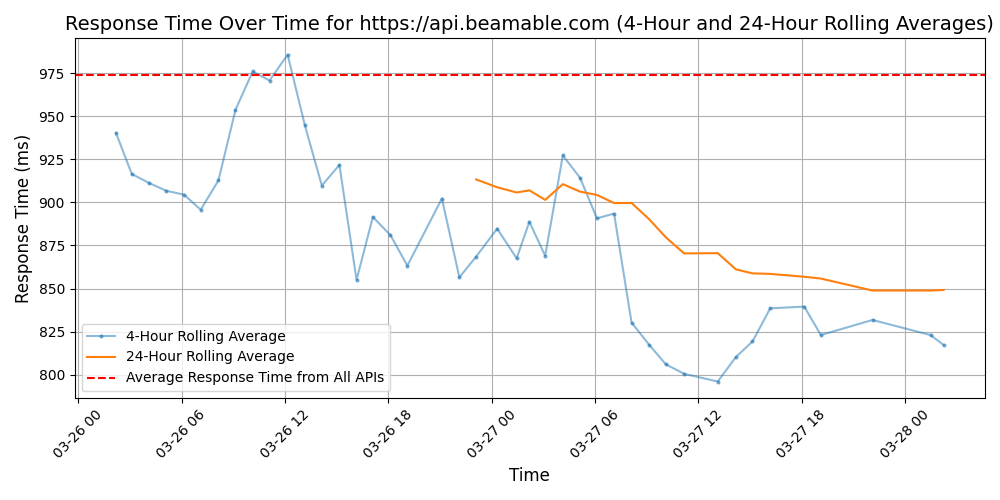 Response Time Over Time for https://api.beamable.com (4-Hour and 24-Hour Rolling Averages)
Response Time (ms)
975
950
925
900
875
850
825
800
4-Hour Rolling Average
24-Hour Rolling Average
Average Response Time from All APIs
03-26 00
03-26 06
03-26 12
03-26 18
03-27 00
03-27 06
03-27 12
03-27 18
03-28 00
Time